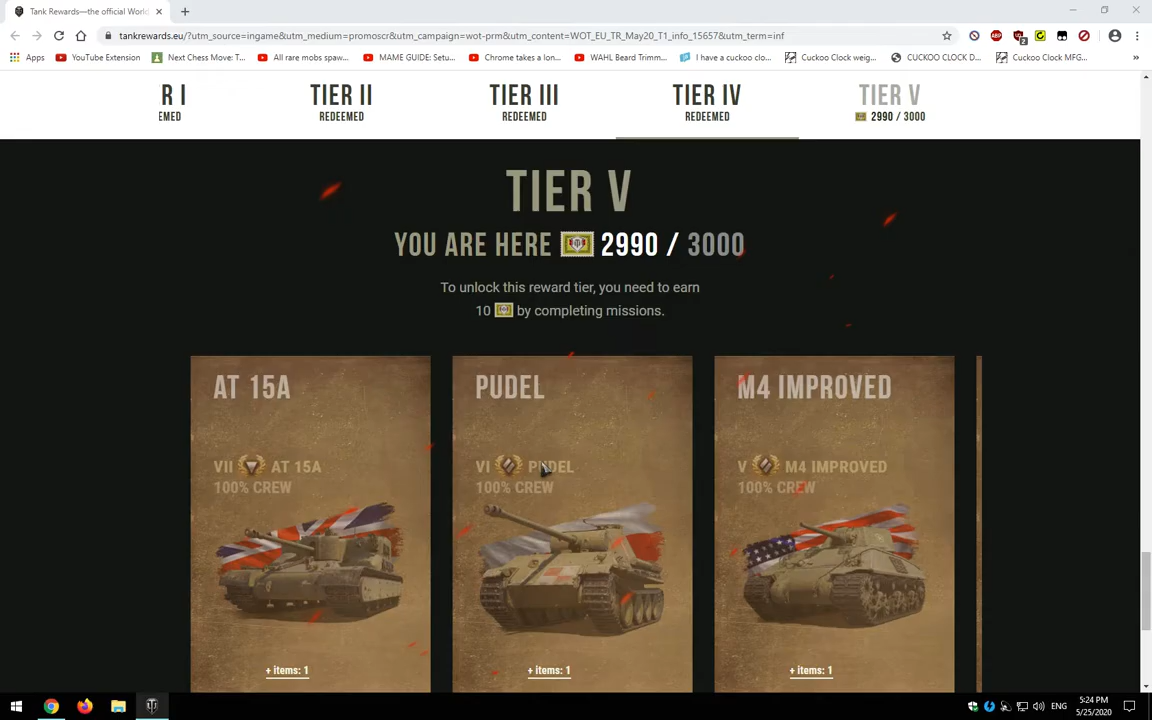 Tank Rewards—the official World
tankrewards.eu/?utm_source=ingame&utm_medium=promoscr&utm_campaign=wot-prm&utm_content=WOT_EU_TR_May20_T1_info_15657&utm_term=inf
Apps YouTube Extension Next Chess Move: T... All rare mobs spaw... MAME GUIDE: Setu... Chrome takes a lon... WAHL Beard Trimm... I have a cuckoo clo... Cuckoo Clock weig... CUCKOO CLOCK D... Cuckoo Clock MFG... »
R I TIER II TIER III TIER IV TIER V
EMED REDEEMED REDEEMED REDEEMED 2990 / 3000
TIER V
YOU ARE HERE 2990 / 3000
To unlock this reward tier, you need to earn
10 by completing missions.
AT 15A PUDEL M4 IMPROVED
VII AT 15A VI PUDEL V M4 IMPROVED
100% CREW 100% CREW 100% CREW
+ items: 1 + items: 1 + items: 1
ENG 5:24 PM
5/25/2020